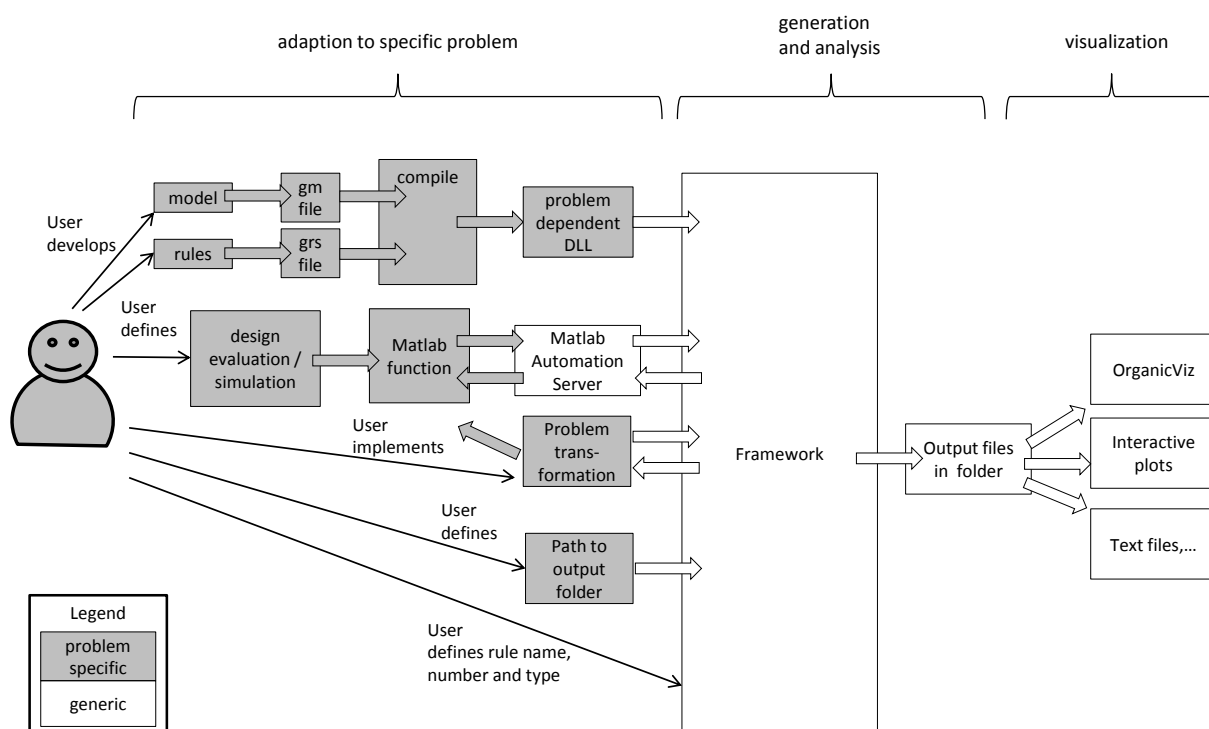 adaption to specific problem
generation
and analysis
visualization
User
develops
model
gm
file
compile
problem
dependent
DLL
rules
grs
file
User
defines
design
evaluation /
simulation
Matlab
function
Matlab
Automation
Server
User
implements
Problem
trans-
formation
Framework
Output files
in folder
OrganicViz
Interactive
plots
Text files,...
User
defines
Path to
output
folder
User
defines rule name,
number and type
Legend
problem
specific
generic